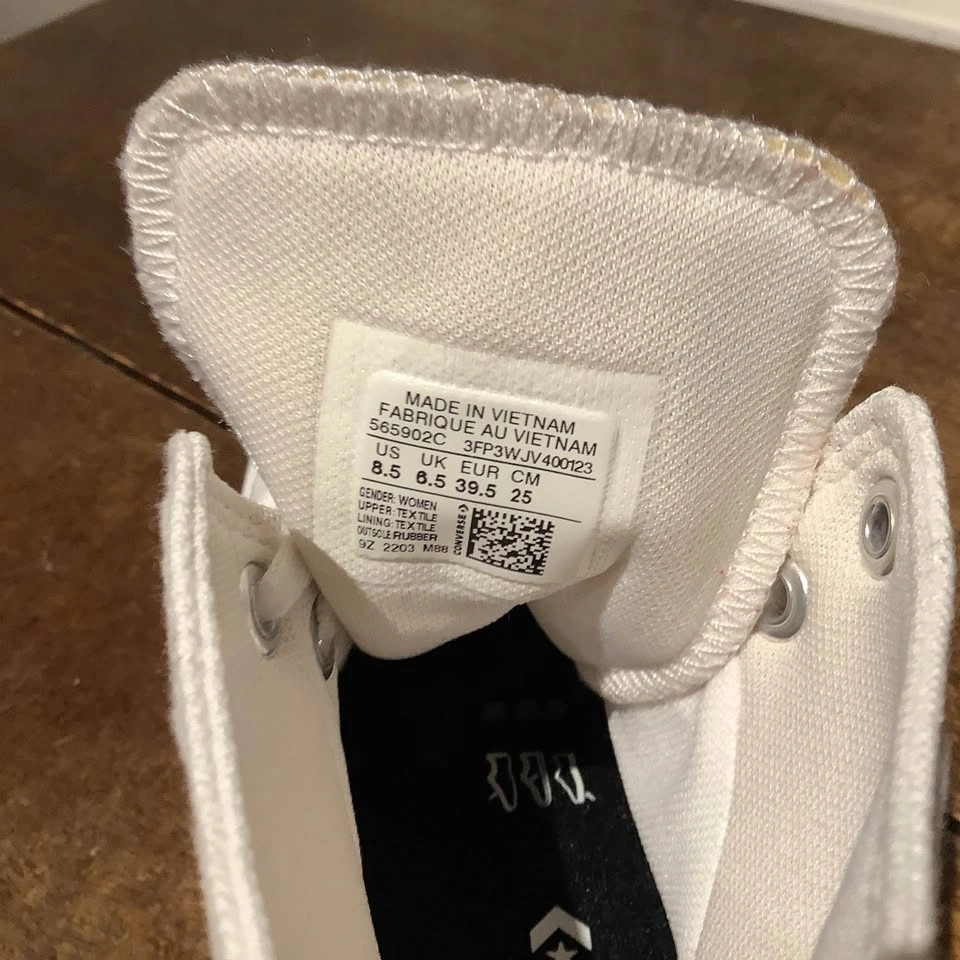 MADE IN VIETNAM
FABRIQUE AU VIETNAM
565902C 3FP3WJV400123
US UK EUR CM
8.5 6.5 39.5 25
GENDER: WOMEN
UPPER: TEXTILE
LINING: TEXTILE
OUTSOLE RUBBER
9Z 2203 M88
CONVERSE